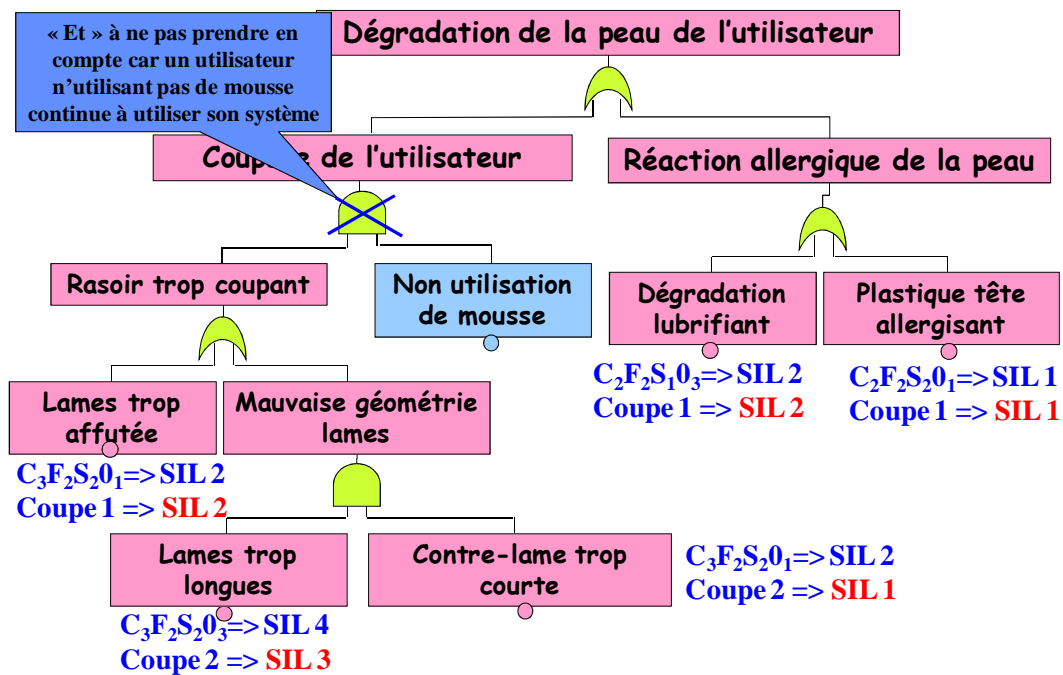 « Et » à ne pas prendre en
compte car un utilisateur
n’utilisant pas de mousse
continue à utiliser son système
Dégradation de la peau de l’utilisateur
Coupure de l’utilisateur
Réaction allergique de la peau
Rasoir trop coupant
Non utilisation
de mousse
Dégradation
lubrifiant
Plastique tête
allergisant
C₂F₂S₁0₃=>SIL 2
Coupe 1 => SIL 2
C₂F₂S₂0₁=>SIL 1
Coupe 1 => SIL 1
Lames trop
affutée
Mauvaise géométrie
lames
C₃F₂S₂0₁=>SIL 2
Coupe 1 => SIL 2
Lames trop
longues
Contre-lame trop
courte
C₃F₂S₂0₁=>SIL 2
Coupe 2 => SIL 1
C₃F₂S₂0₃=>SIL 4
Coupe 2 => SIL 3